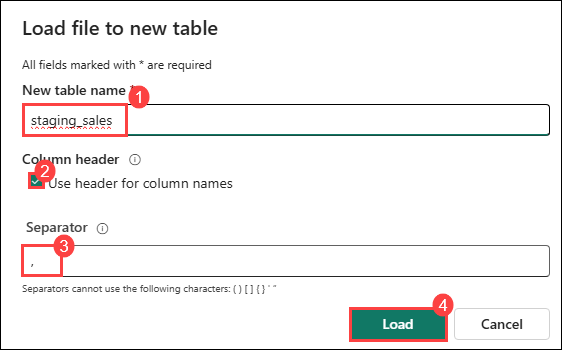 Load file to new table
All fields marked with * are required
New table name *
1
staging_sales
Column header
2
Use header for column names
Separator
3
,
Separators cannot use the following characters: ( ) [ ] { } ' "
4
Load Cancel